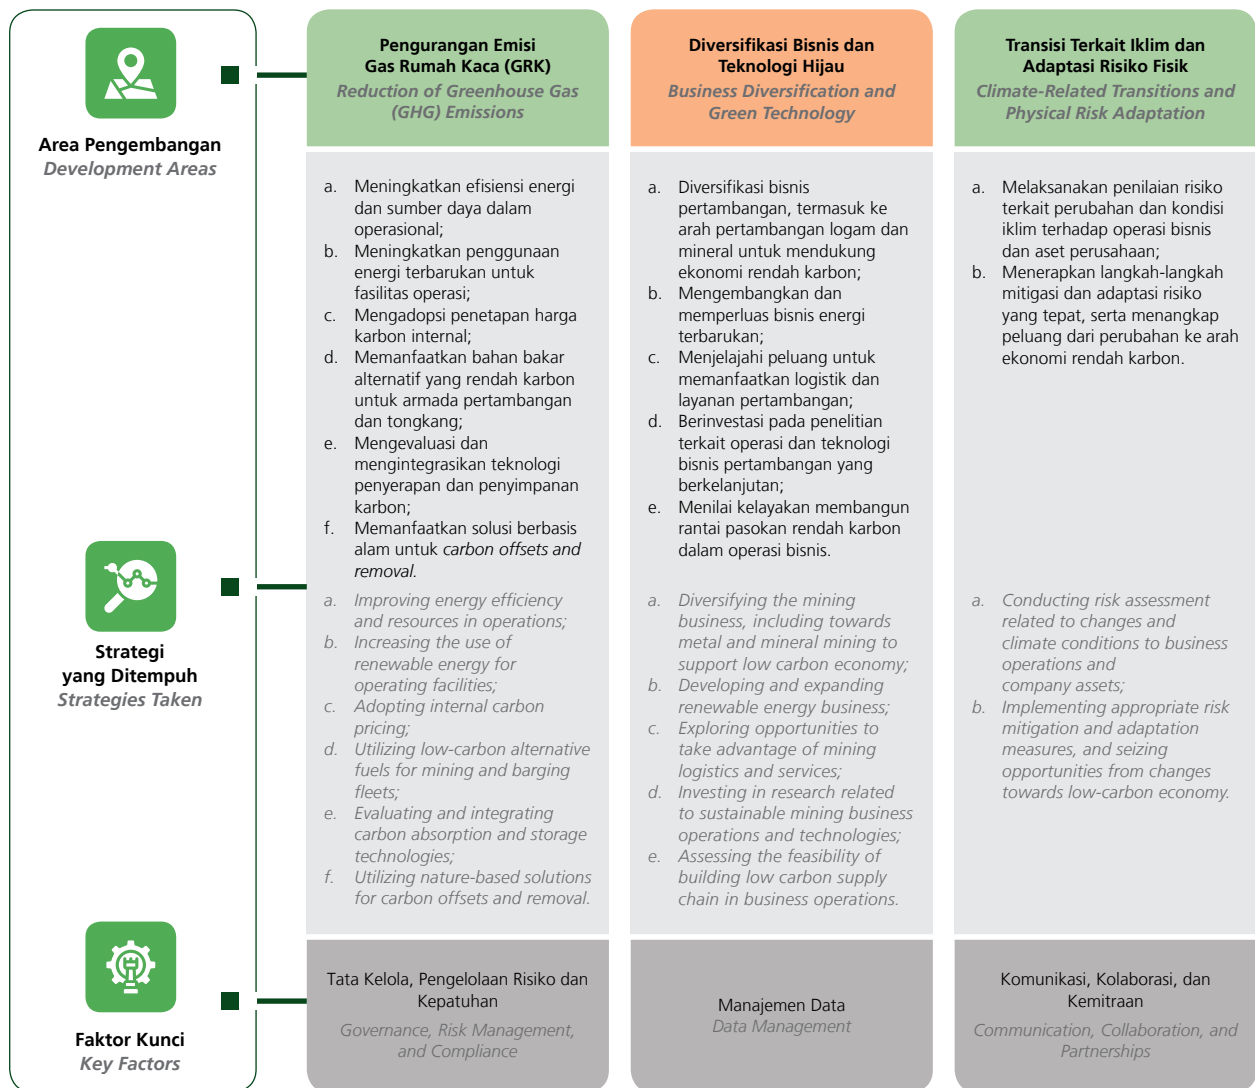 Area Pengembangan
Development Areas
Pengurangan Emisi
Gas Rumah Kaca (GRK)
Reduction of Greenhouse Gas
(GHG) Emissions
Diversifikasi Bisnis dan
Teknologi Hijau
Business Diversification and
Green Technology
Transisi Terkait Iklim dan
Adaptasi Risiko Fisik
Climate-Related Transitions and
Physical Risk Adaptation
Strategi
yang Ditempuh
Strategies Taken
a. Meningkatkan efisiensi energi
dan sumber daya dalam
operasional;
b. Meningkatkan penggunaan
energi terbarukan untuk
fasilitas operasi;
c. Mengadopsi penetapan harga
karbon internal;
d. Memanfaatkan bahan bakar
alternatif yang rendah karbon
untuk armada pertambangan
dan tongkang;
e. Mengevaluasi dan
mengintegrasikan teknologi
penyerapan dan penyimpanan
karbon;
f. Memanfaatkan solusi berbasis
alam untuk carbon offsets and
removal.
a. Improving energy efficiency
and resources in operations;
b. Increasing the use of
renewable energy for
operating facilities;
c. Adopting internal carbon
pricing;
d. Utilizing low-carbon alternative
fuels for mining and barging
fleets;
e. Evaluating and integrating
carbon absorption and storage
technologies;
f. Utilizing nature-based solutions
for carbon offsets and removal.
a. Diversifikasi bisnis
pertambangan, termasuk ke
arah pertambangan logam dan
mineral untuk mendukung
ekonomi rendah karbon;
b. Mengembangkan dan
memperluas bisnis energi
terbarukan;
c. Menjelajahi peluang untuk
memanfaatkan logistik dan
layanan pertambangan;
d. Berinvestasi pada penelitian
terkait operasi dan teknologi
bisnis pertambangan yang
berkelanjutan;
e. Menilai kelayakan membangun
rantai pasokan rendah karbon
dalam operasi bisnis.
a. Diversifying the mining
business, including towards
metal and mineral mining to
support low carbon economy;
b. Developing and expanding
renewable energy business;
c. Exploring opportunities to
take advantage of mining
logistics and services;
d. Investing in research related
to sustainable mining business
operations and technologies;
e. Assessing the feasibility of
building low carbon supply
chain in business operations.
a. Melaksanakan penilaian risiko
terkait perubahan dan kondisi
iklim terhadap operasi bisnis
dan aset perusahaan;
b. Menerapkan langkah-langkah
mitigasi dan adaptasi risiko
yang tepat, serta menangkap
peluang dari perubahan ke arah
ekonomi rendah karbon.
a. Conducting risk assessment
related to changes and
climate conditions to business
operations and
company assets;
b. Implementing appropriate risk
mitigation and adaptation
measures, and seizing
opportunities from changes
towards low-carbon economy.
Faktor Kunci
Key Factors
Tata Kelola, Pengelolaan Risiko dan
Kepatuhan
Governance, Risk Management,
and Compliance
Manajemen Data
Data Management
Komunikasi, Kolaborasi, dan
Kemitraan
Communication, Collaboration, and
Partnerships